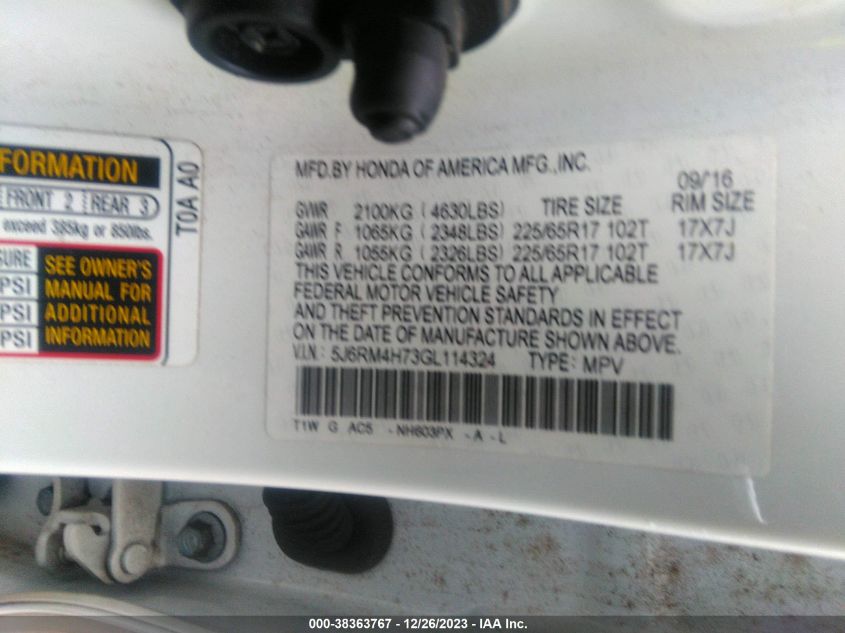 FORMATION
FRONT 2 REAR 3
exceed 385kg or 850lbs.
SURE
PSI
PSI
PSI
SEE OWNER'S
MANUAL FOR
ADDITIONAL
INFORMATION
T0A A0
MFD.BY HONDA OF AMERICA MFG.,INC.
09/'16
GVWR 2100KG (4630LBS) TIRE SIZE RIM SIZE
GAWR F 1065KG (2348LBS) 225/65R17 102T 17X7J
GAWR R 1055KG (2326LBS) 225/65R17 102T 17X7J
THIS VEHICLE CONFORMS TO ALL APPLICABLE
FEDERAL MOTOR VEHICLE SAFETY
AND THEFT PREVENTION STANDARDS IN EFFECT
ON THE DATE OF MANUFACTURE SHOWN ABOVE.
V.I.N.: 5J6RM4H73GL114324 TYPE: MPV
T1W G AC5 -NH603PX -A-L
000-38363767 - 12/26/2023 - IAA Inc.